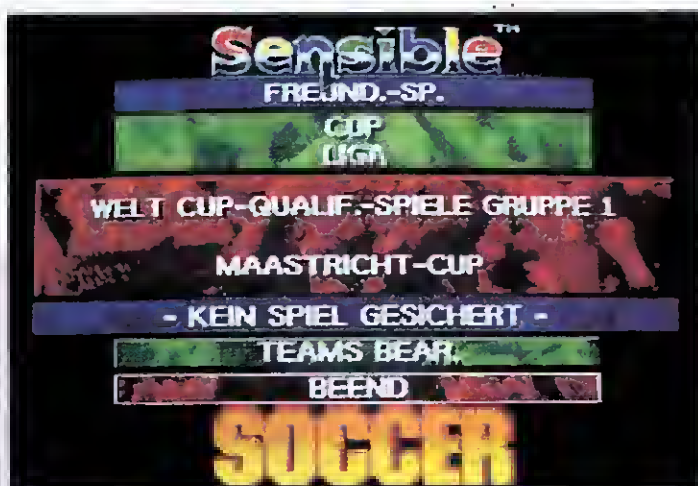 Sensible™
FREUND.-SP.
CUP
LIGA
WELT CUP-QUALIF.-SPIELE GRUPPE 1
MAASTRICHT-CUP
- KEIN SPIEL GESICHERT -
TEAMS BEAR.
BEEND
SOCCER